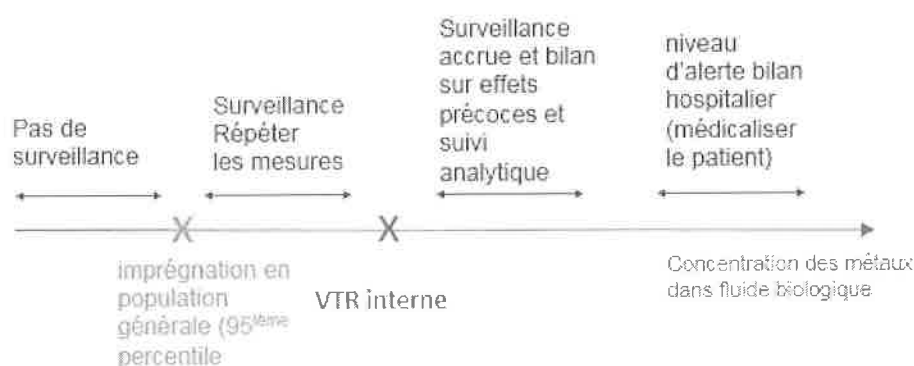 Pas de
surveillance
Surveillance
Répéter
les mesures
Surveillance
accrue et bilan
sur effets
précoces et
suivi
analytique
niveau
d'alerte bilan
hospitalier
(médicaliser
le patient)
X
X
imprégnation en
population
générale (95ième
percentile
VTR interne
Concentration des métaux
dans fluide biologique